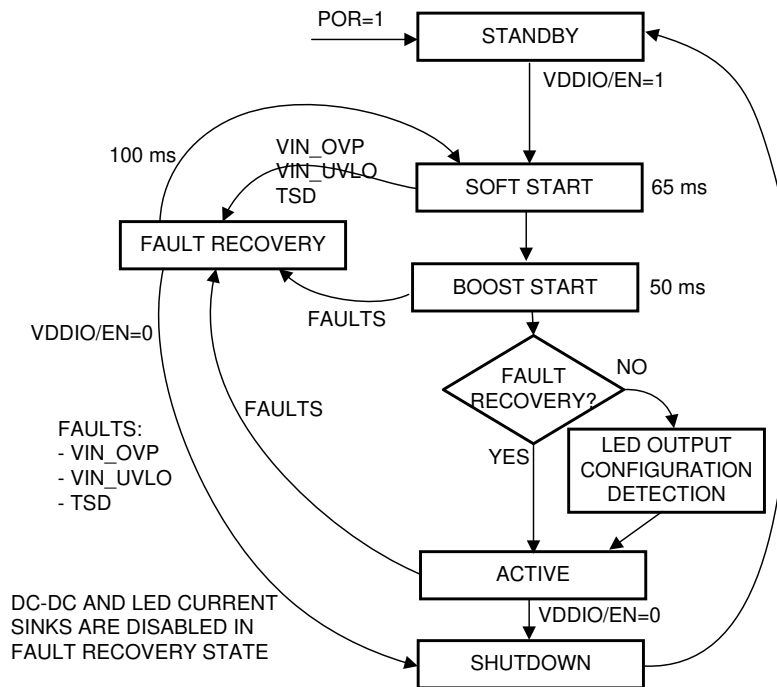 POR=1
STANDBY
VDDIO/EN=1
100 ms
VIN_OVP
VIN_UVLO
TSD
SOFT START
65 ms
FAULT RECOVERY
BOOST START
50 ms
FAULTS
VDDIO/EN=0
FAULT
RECOVERY?
NO
YES
FAULTS
LED OUTPUT
CONFIGURATION
DETECTION
FAULTS:
- VIN_OVP
- VIN_UVLO
- TSD
ACTIVE
VDDIO/EN=0
DC-DC AND LED CURRENT
SINKS ARE DISABLED IN
FAULT RECOVERY STATE
SHUTDOWN